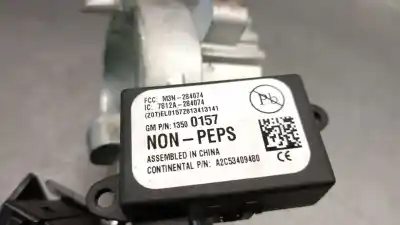 FCC: M3N-284074
IC: 7812A-284074
(20T)EL01572613413141
GM P/N: 1350 0157
NON-PEPS
ASSEMBLED IN CHINA
CONTINENTAL P/N: A2C53409480
Pb
CE